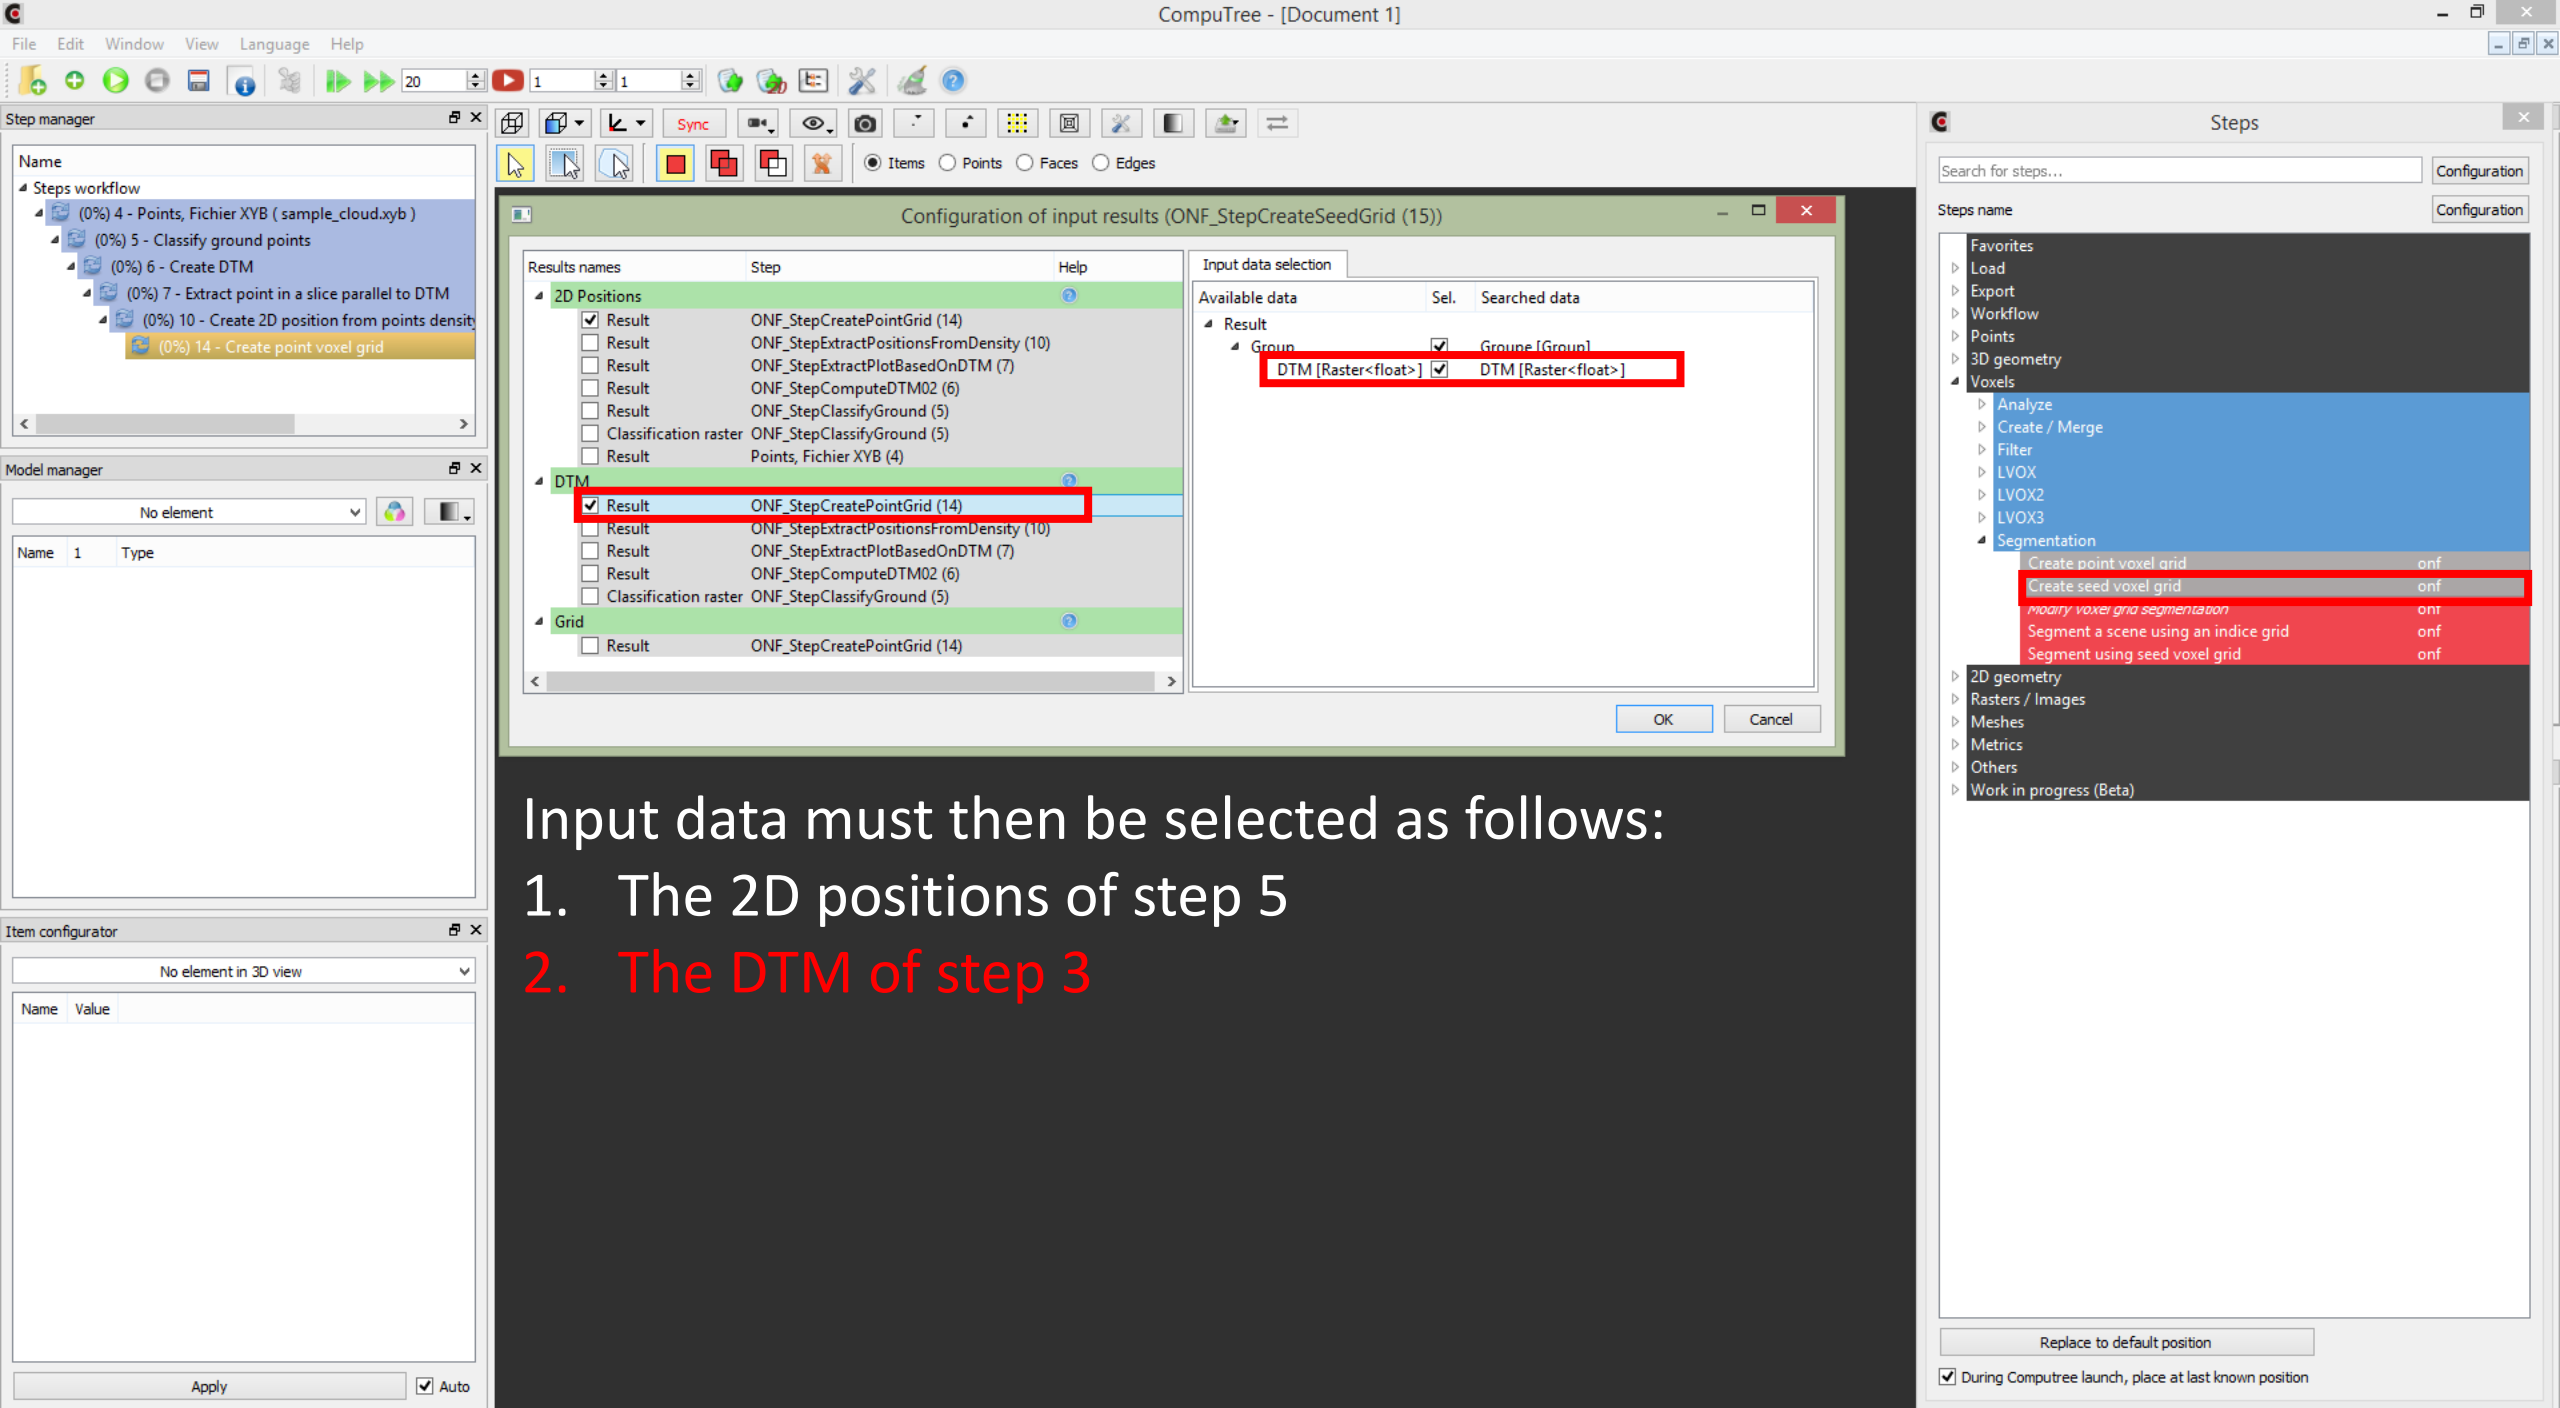 CompuTree - [Document 1]
File Edit Window View Language Help
20 1 1
Step manager
Name
Steps workflow
(0%) 4 - Points, Fichier XYB ( sample_cloud.xyb )
(0%) 5 - Classify ground points
(0%) 6 - Create DTM
(0%) 7 - Extract point in a slice parallel to DTM
(0%) 10 - Create 2D position from points densit
(0%) 14 - Create point voxel grid
Model manager
No element
Name 1 Type
Item configurator
No element in 3D view
Name Value
Apply Auto
Sync
Items Points Faces Edges
Configuration of input results (ONF_StepCreateSeedGrid (15))
Results names Step Help
2D Positions
Result ONF_StepCreatePointGrid (14)
Result ONF_StepExtractPositionsFromDensity (10)
Result ONF_StepExtractPlotBasedOnDTM (7)
Result ONF_StepComputeDTM02 (6)
Result ONF_StepClassifyGround (5)
Classification raster ONF_StepClassifyGround (5)
Result Points, Fichier XYB (4)
DTM
Result ONF_StepCreatePointGrid (14)
Result ONF_StepExtractPositionsFromDensity (10)
Result ONF_StepExtractPlotBasedOnDTM (7)
Result ONF_StepComputeDTM02 (6)
Classification raster ONF_StepClassifyGround (5)
Grid
Result ONF_StepCreatePointGrid (14)
Input data selection
Available data Sel. Searched data
Result
Group Groupe [Group]
DTM [Raster<float>] DTM [Raster<float>]
OK Cancel
Input data must then be selected as follows:
1. The 2D positions of step 5
2. The DTM of step 3
Steps
Search for steps... Configuration
Steps name Configuration
Favorites
Load
Export
Workflow
Points
3D geometry
Voxels
Analyze
Create / Merge
Filter
LVOX
LVOX2
LVOX3
Segmentation
Create point voxel grid onf
Create seed voxel grid onf
Modify voxel grid segmentation onf
Segment a scene using an indice grid onf
Segment using seed voxel grid onf
2D geometry
Rasters / Images
Meshes
Metrics
Others
Work in progress (Beta)
Replace to default position
During Computree launch, place at last known position